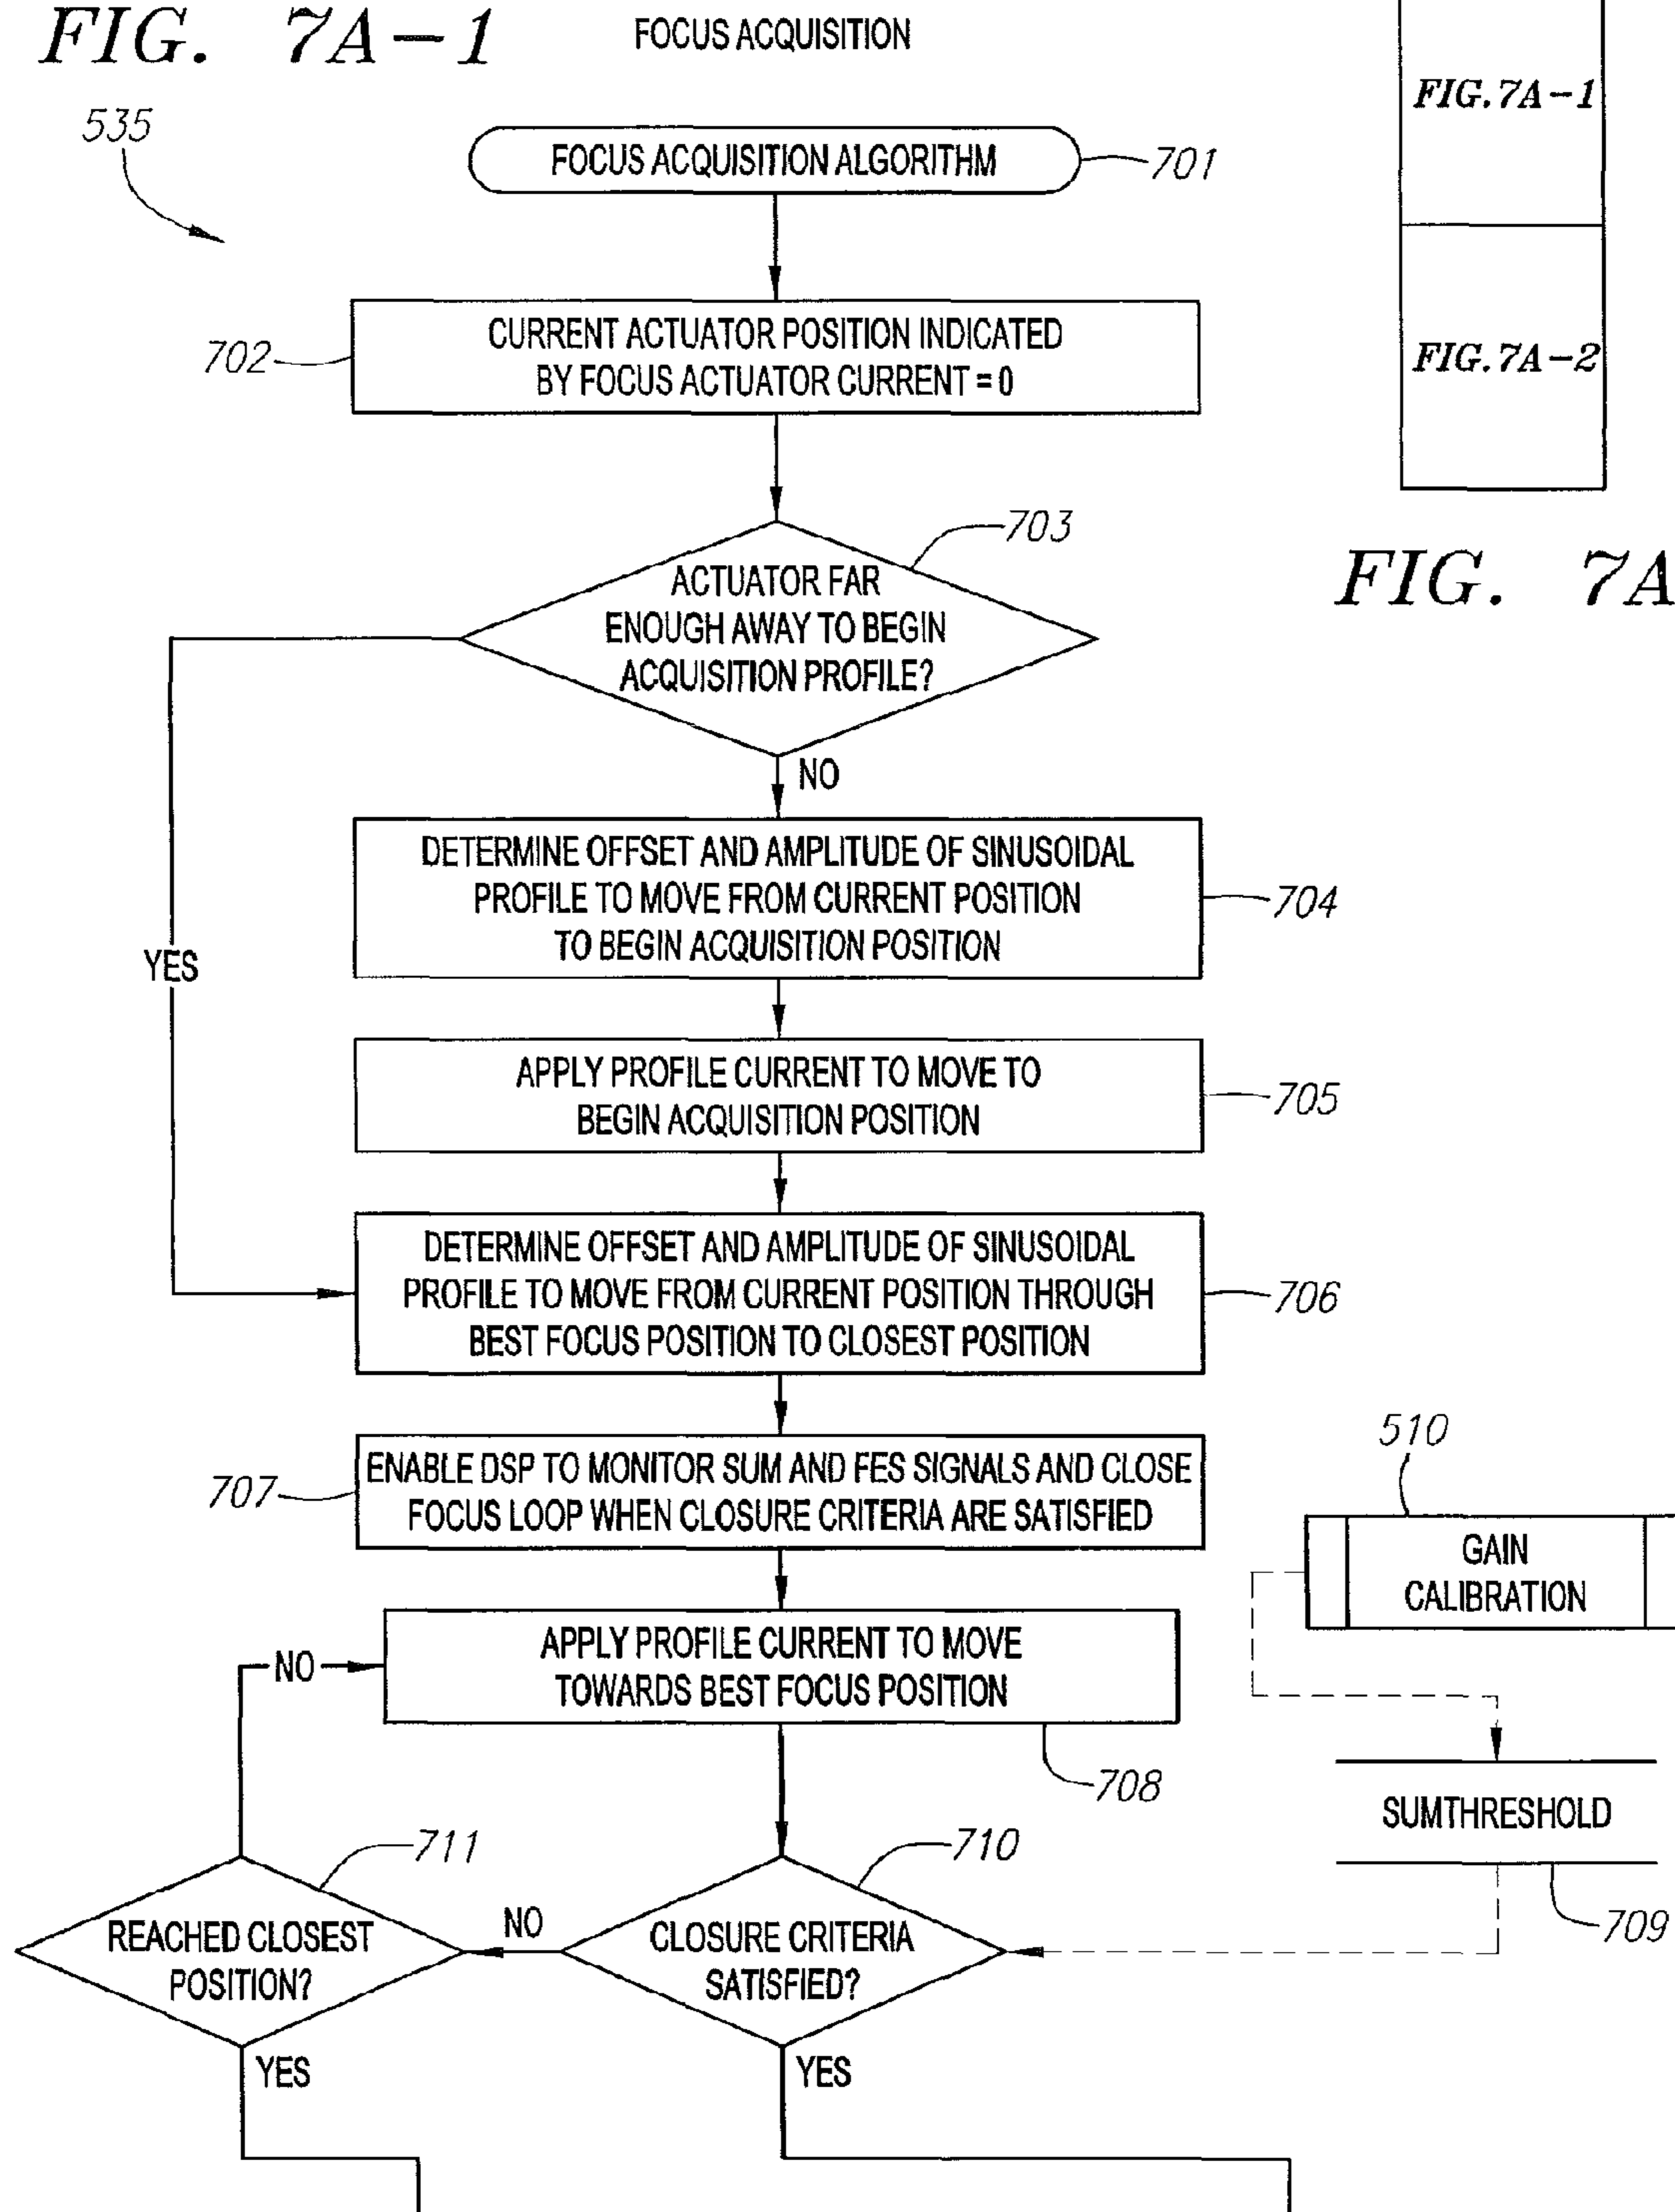 FIG. 7A-1
FOCUS ACQUISITION
FIG.7A-1
535
FOCUS ACQUISITION ALGORITHM
701
CURRENT ACTUATOR POSITION INDICATED
BY FOCUS ACTUATOR CURRENT = 0
702
FIG.7A-2
703
ACTUATOR FAR
ENOUGH AWAY TO BEGIN
ACQUISITION PROFILE?
FIG. 7A
NO
DETERMINE OFFSET AND AMPLITUDE OF SINUSOIDAL
PROFILE TO MOVE FROM CURRENT POSITION
TO BEGIN ACQUISITION POSITION
704
YES
APPLY PROFILE CURRENT TO MOVE TO
BEGIN ACQUISITION POSITION
705
DETERMINE OFFSET AND AMPLITUDE OF SINUSOIDAL
PROFILE TO MOVE FROM CURRENT POSITION THROUGH
BEST FOCUS POSITION TO CLOSEST POSITION
706
ENABLE DSP TO MONITOR SUM AND FES SIGNALS AND CLOSE
FOCUS LOOP WHEN CLOSURE CRITERIA ARE SATISFIED
707
510
GAIN
CALIBRATION
NO
APPLY PROFILE CURRENT TO MOVE
TOWARDS BEST FOCUS POSITION
708
SUMTHRESHOLD
709
711
710
REACHED CLOSEST
POSITION?
NO
CLOSURE CRITERIA
SATISFIED?
YES
YES